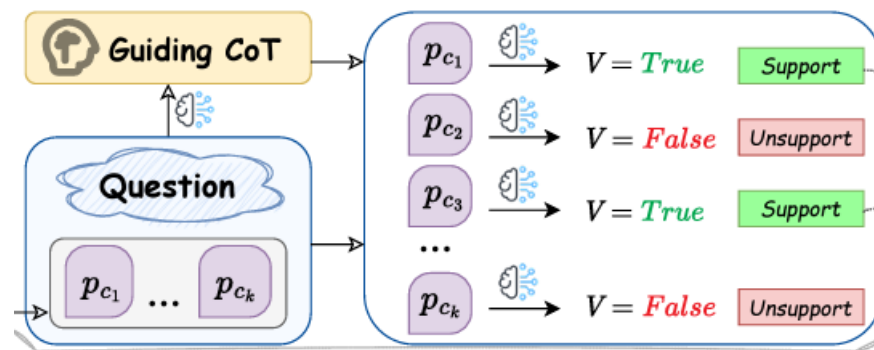 Guiding CoT
Question
p_{c_1} ... p_{c_k}
p_{c_1} V = True Support
p_{c_2} V = False Unsupport
p_{c_3} V = True Support
...
p_{c_k} V = False Unsupport